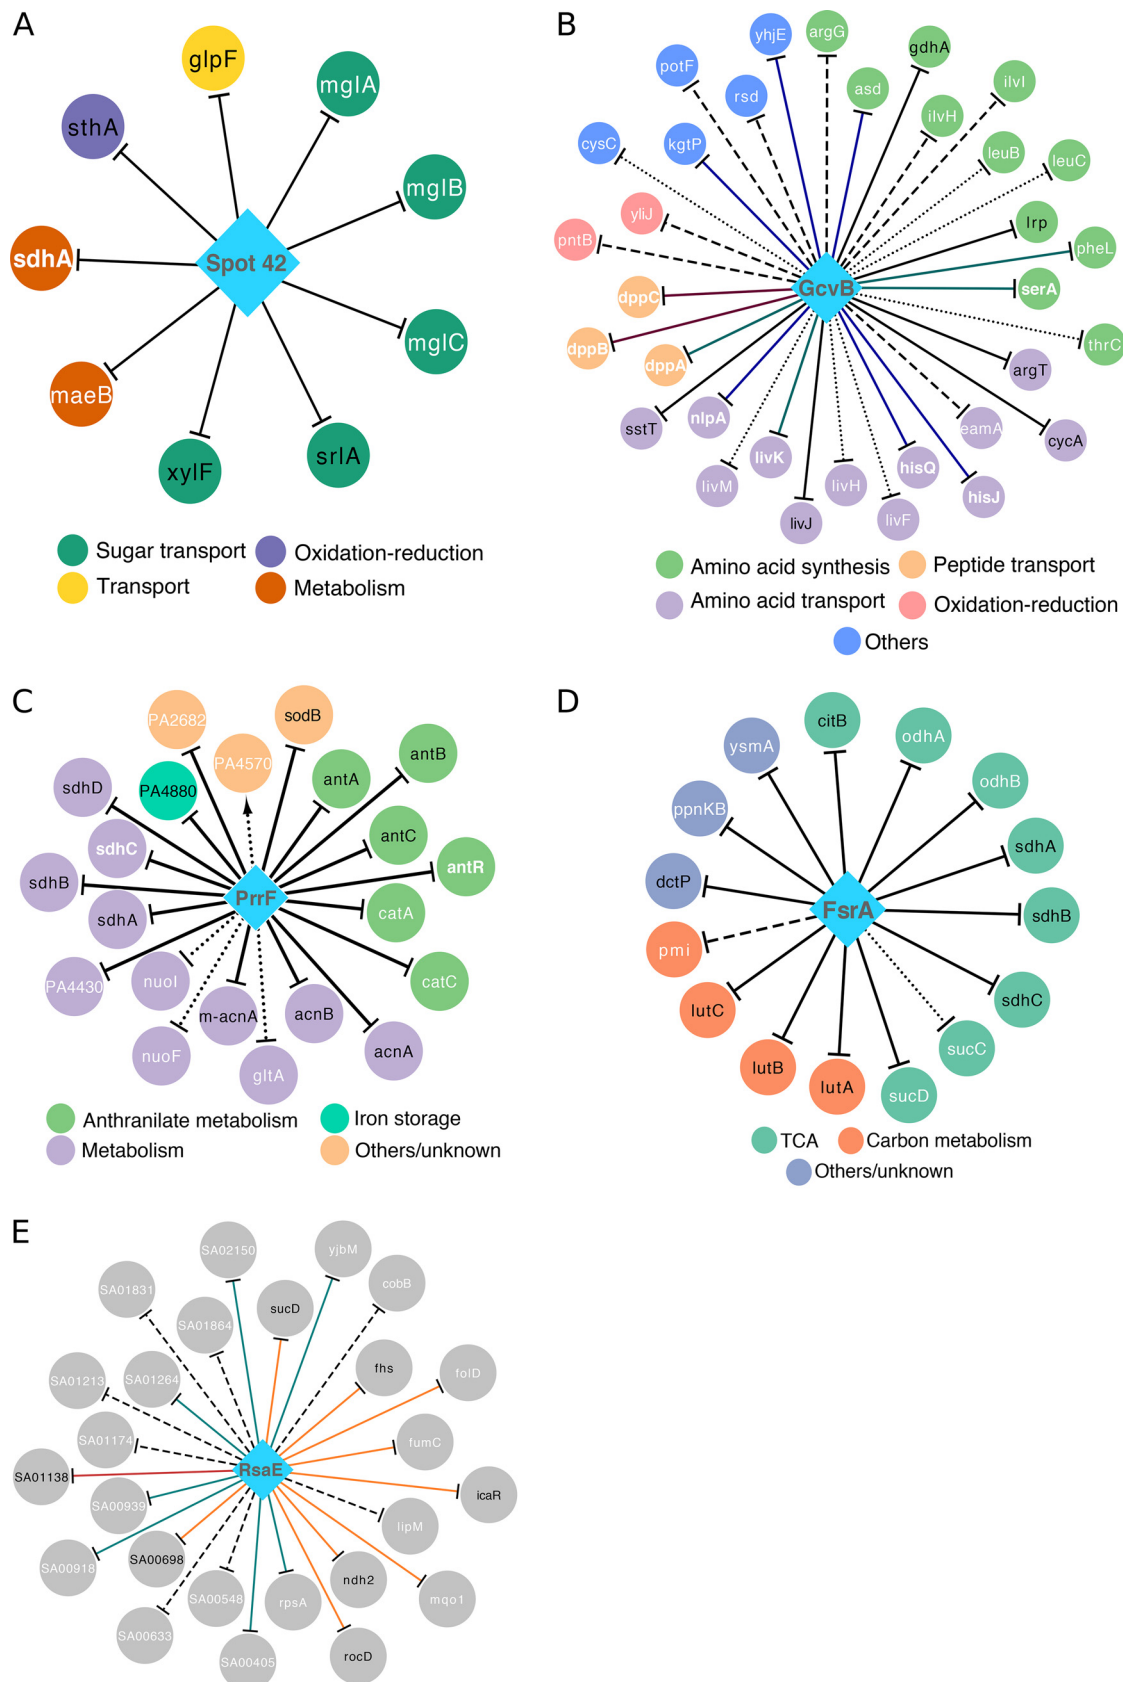 A
glpF
mglA
sthA
mglB
sdhA
Spot 42
mglC
maeB
xylF
srlA
Sugar transport
Oxidation-reduction
Transport
Metabolism
B
yhjE
argG
gdhA
potF
rsd
asd
ilvI
ilvH
cysC
kgtP
leuB
leuC
yliJ
lrp
pntB
pheL
GcvB
dppC
serA
dppB
thrC
dppA
argT
sstT
nlpA
eamA
cycA
livK
hisQ
livM
livH
hisJ
livJ
livF
Amino acid synthesis
Peptide transport
Amino acid transport
Oxidation-reduction
Others
C
PA2682
sodB
PA4570
antB
sdhD
PA4880
antA
sdhC
antC
antR
sdhB
PrrF
sdhA
catA
PA4430
nuoI
catC
m-acnA
acnB
nuoF
acnA
gltA
Anthranilate metabolism
Iron storage
Metabolism
Others/unknown
D
citB
odhA
ysmA
odhB
ppnKB
sdhA
dctP
FsrA
sdhB
pmi
sdhC
lutC
sucC
lutB
lutA
sucD
TCA
Carbon metabolism
Others/unknown
E
SA02150
yjbM
SA01831
cobB
sucD
SA01864
fhs
folD
SA01213
SA01264
SA01174
fumC
SA01138
RsaE
icaR
SA00939
lipM
SA00918
SA00698
ndh2
mqo1
SA00548
rpsA
SA00633
rocD
SA00405